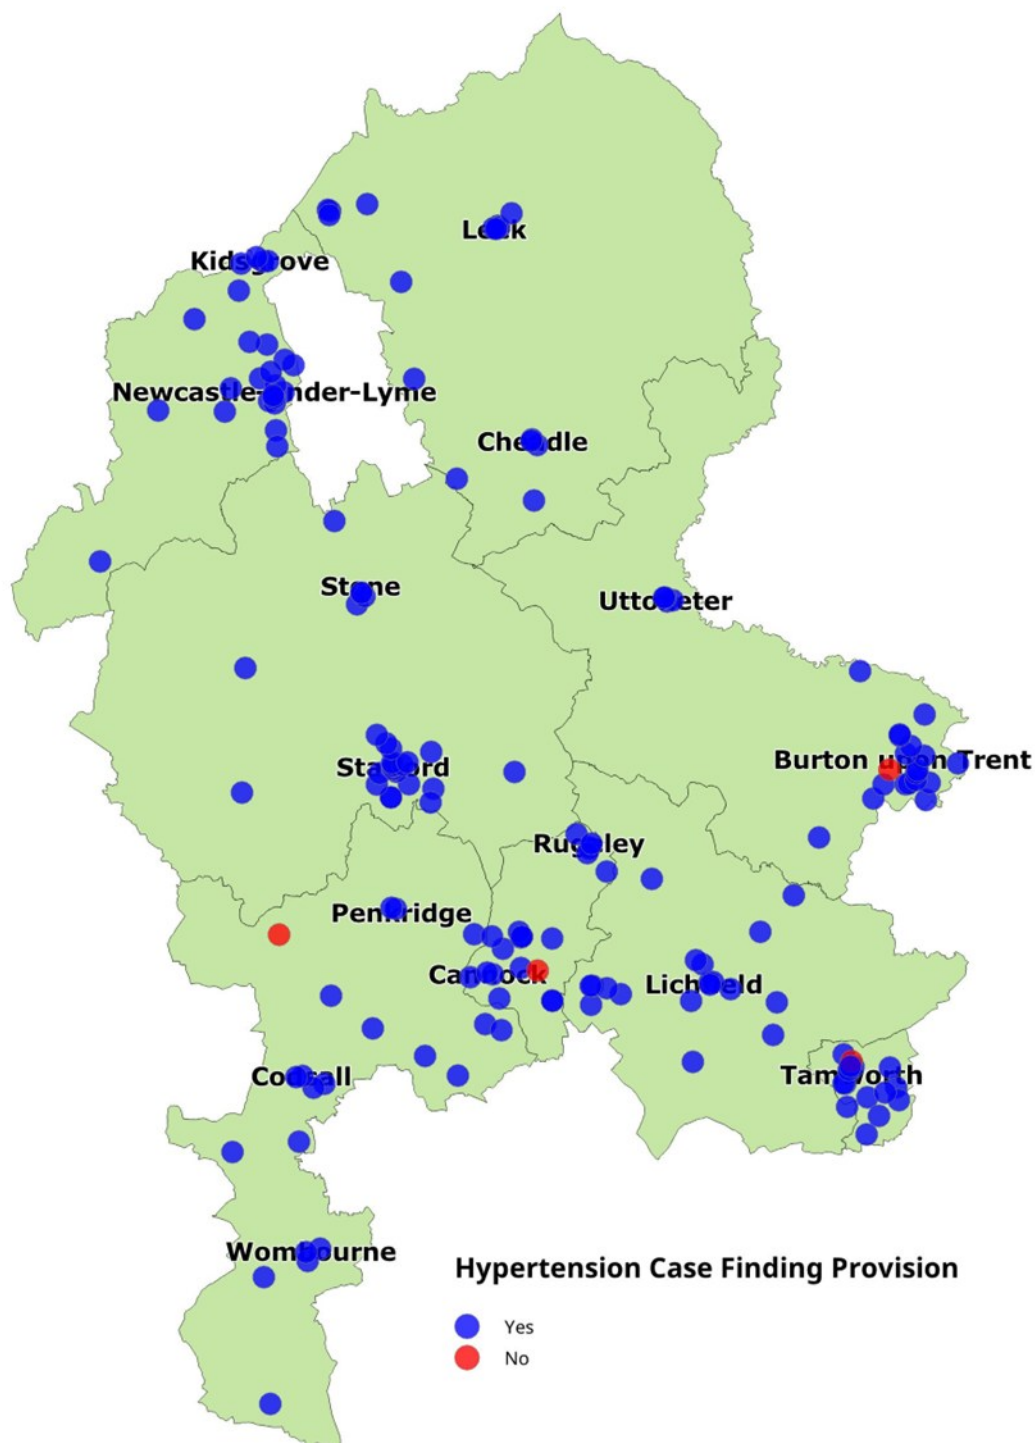 Leek
Kidsgrove
Newcastle-under-Lyme
Cheadle
Stone
Uttoxeter
Burton upon Trent
Stafford
Rugeley
Penkridge
Cannock
Lichfield
Codsall
Tamworth
Wombourne
Hypertension Case Finding Provision
Yes
No